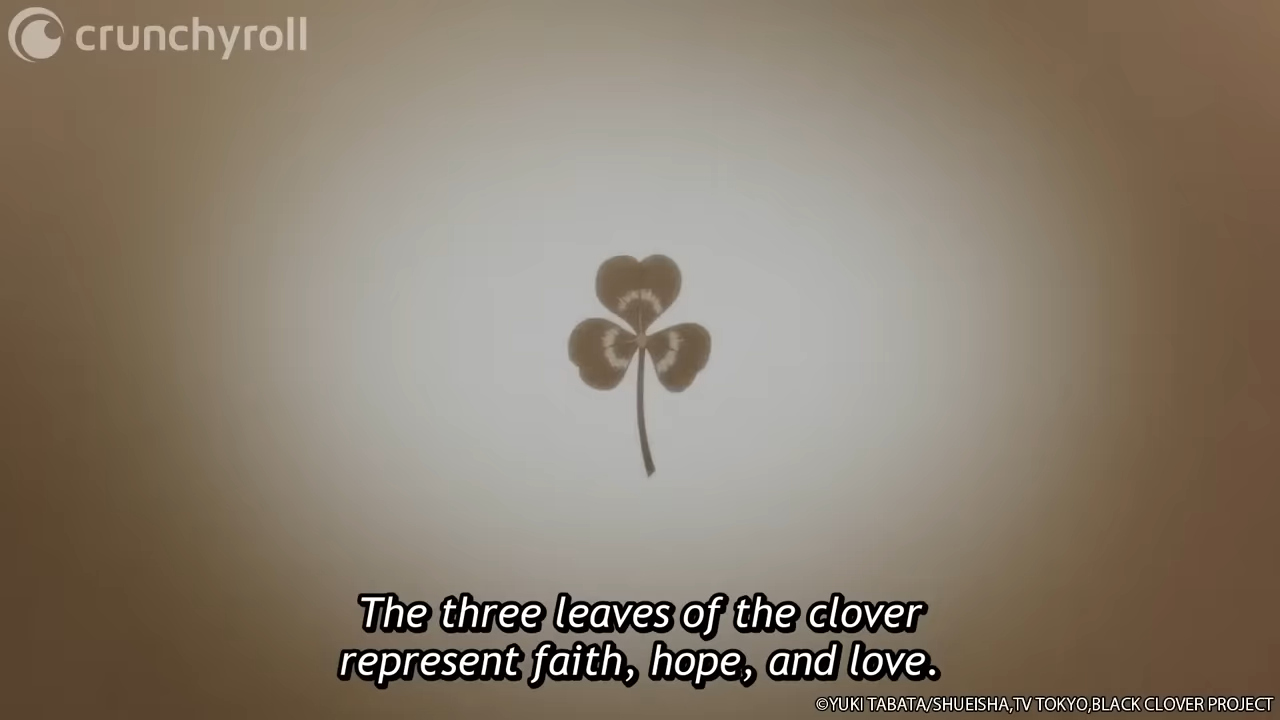 crunchyroll
The three leaves of the clover
represent faith, hope, and love.
©YUKI TABATA/SHUEISHA,TV TOKYO,BLACK CLOVER PROJECT